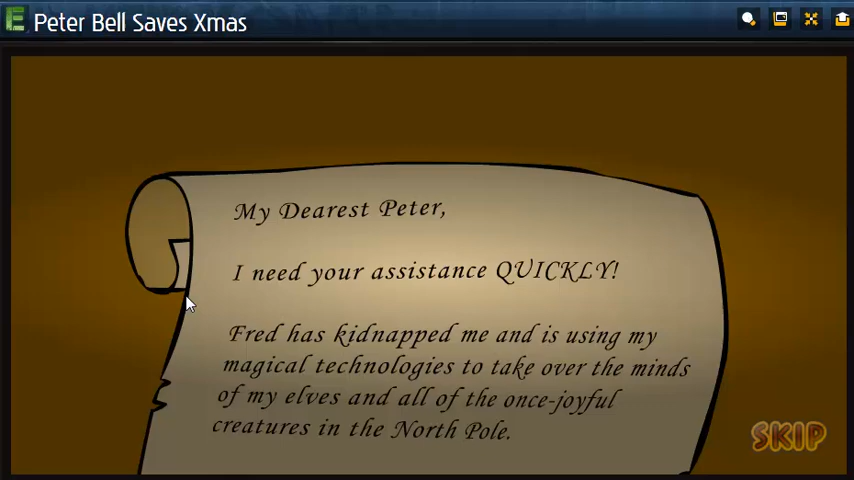 E Peter Bell Saves Xmas
My Dearest Peter,
I need your assistance QUICKLY!
Fred has kidnapped me and is using my
magical technologies to take over the minds
of my elves and all of the once-joyful
creatures in the North Pole.
SKIP